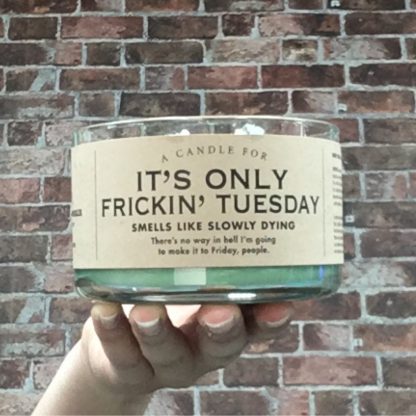 A CANDLE FOR
IT'S ONLY
FRICKIN' TUESDAY
SMELLS LIKE SLOWLY DYING
There's no way in hell I'm going
to make it to Friday, people.